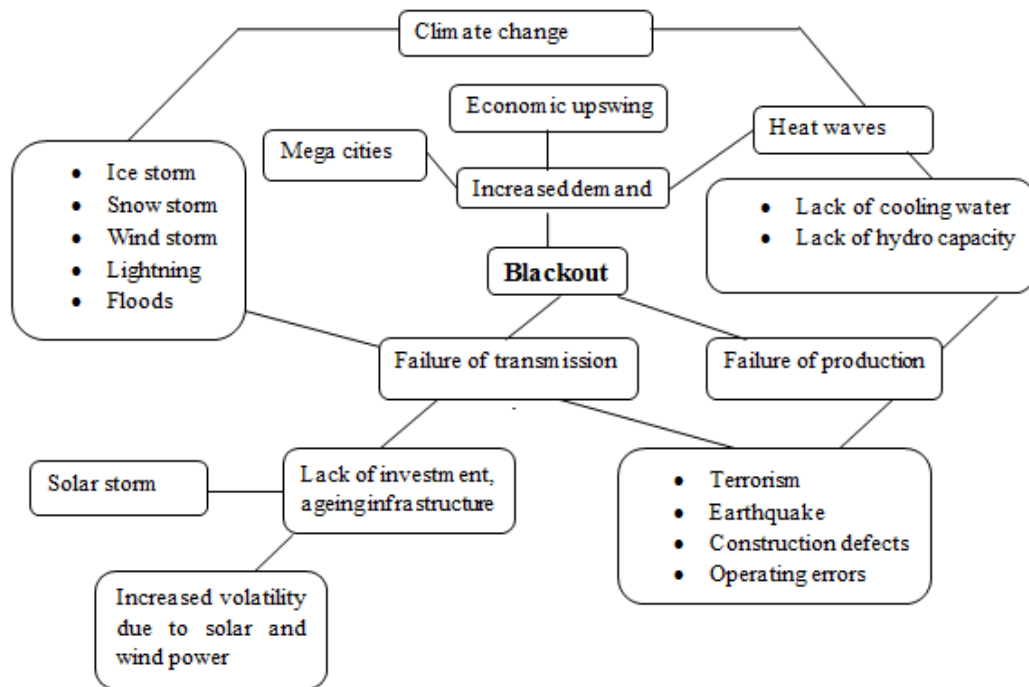 Climate change
Economic upswing
Mega cities
Heat waves
Increased demand
• Ice storm
• Snow storm
• Wind storm
• Lightning
• Floods
• Lack of cooling water
• Lack of hydro capacity
Blackout
Failure of transmission
Failure of production
Solar storm
Lack of investment,
ageing infrastructure
• Terrorism
• Earthquake
• Construction defects
• Operating errors
Increased volatility
due to solar and
wind power